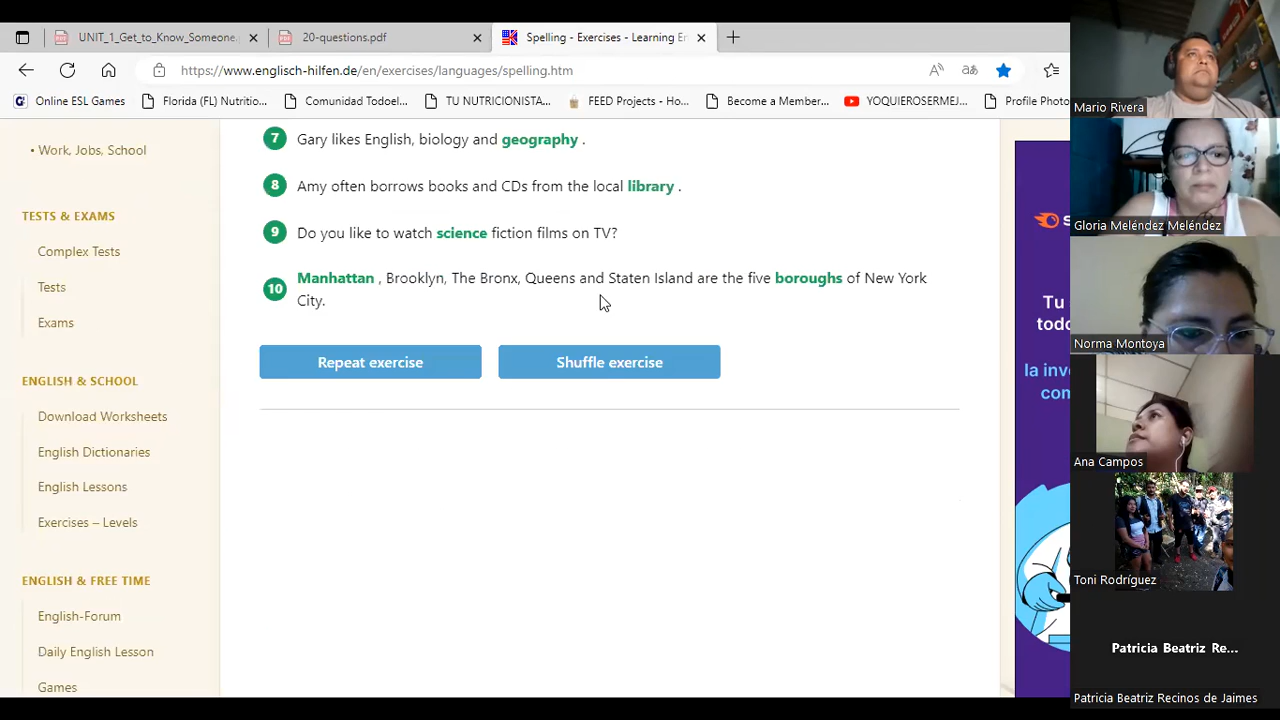 UNIT_1_Get_to_Know_Someone.
20-questions.pdf
Spelling - Exercises - Learning En
https://www.englisch-hilfen.de/en/exercises/languages/spelling.htm
Online ESL Games
Florida (FL) Nutritio...
Comunidad Todoel...
TU NUTRICIONISTA...
FEED Projects - Ho...
Become a Member...
YOQUIEROSERMEJ...
Profile Photo
• Work, Jobs, School
TESTS & EXAMS
Complex Tests
Tests
Exams
ENGLISH & SCHOOL
Download Worksheets
English Dictionaries
English Lessons
Exercises – Levels
ENGLISH & FREE TIME
English-Forum
Daily English Lesson
Games
7 Gary likes English, biology and geography .
8 Amy often borrows books and CDs from the local library .
9 Do you like to watch science fiction films on TV?
10 Manhattan , Brooklyn, The Bronx, Queens and Staten Island are the five boroughs of New York
City.
Repeat exercise
Shuffle exercise
Tu
la inv
Mario Rivera
Gloria Meléndez Meléndez
Norma Montoya
Ana Campos
Toni Rodríguez
Patricia Beatriz Re...
Patricia Beatriz Recinos de Jaimes